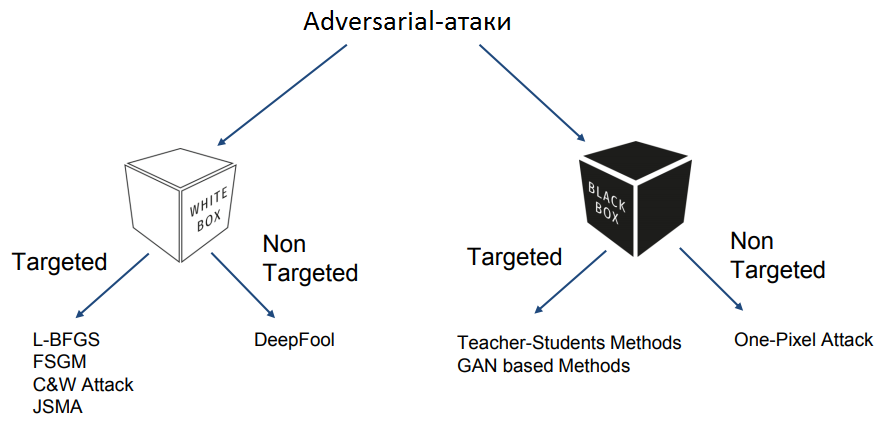 Adversarial-атаки
WHITE
BOX
BLACK
BOX
Targeted
Non
Targeted
Targeted
Non
Targeted
L-BFGS
FSGM
C&W Attack
JSMA
DeepFool
Teacher-Students Methods
GAN based Methods
One-Pixel Attack